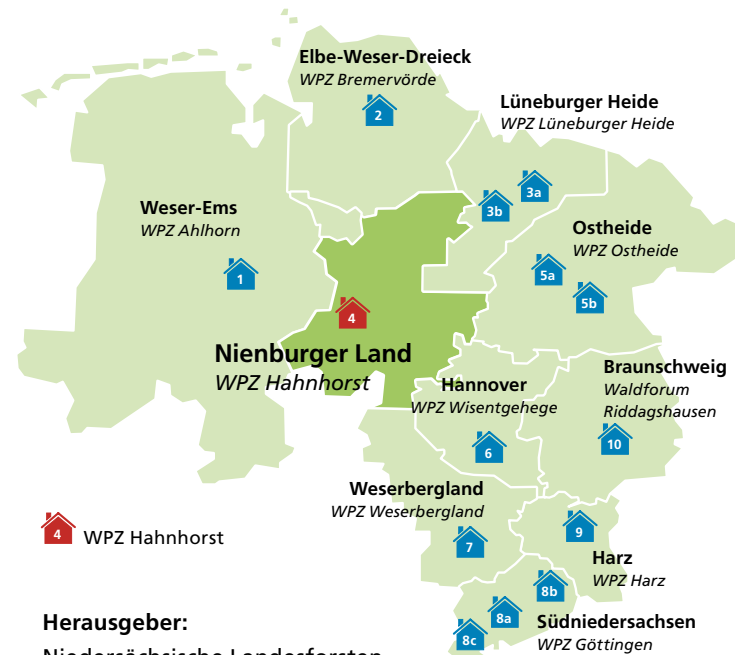 Elbe-Weser-Dreieck
WPZ Bremervörde
2
Lüneburger Heide
WPZ Lüneburger Heide
3a
3b
Weser-Ems
WPZ Ahlhorn
1
Ostheide
WPZ Ostheide
5a
5b
4
Nienburger Land
WPZ Hahnhorst
Hannover
WPZ Wisentgehege
6
Braunschweig
Waldforum
Riddagshausen
10
Weserbergland
WPZ Weserbergland
7
9
Harz
WPZ Harz
8b
8a
8c
Südniedersachsen
WPZ Göttingen
4 WPZ Hahnhorst
Herausgeber:
Niedersächsische Landesforsten